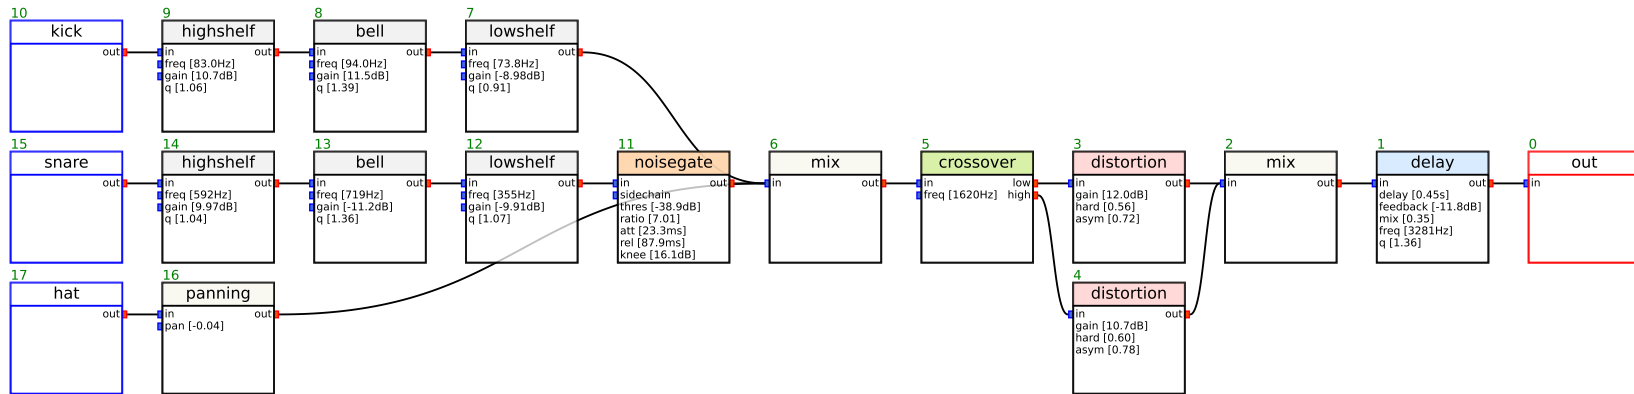 10
kick
out
9
highshelf
in out
freq [83.0Hz]
gain [10.7dB]
q [1.06]
8
bell
in out
freq [94.0Hz]
gain [11.5dB]
q [1.39]
7
lowshelf
in out
freq [73.8Hz]
gain [-8.98dB]
q [0.91]
15
snare
out
14
highshelf
in out
freq [592Hz]
gain [9.97dB]
q [1.04]
13
bell
in out
freq [719Hz]
gain [-11.2dB]
q [1.36]
12
lowshelf
in out
freq [355Hz]
gain [-9.91dB]
q [1.07]
11
noisegate
in out
sidechain
thres [-38.9dB]
ratio [7.01]
att [23.3ms]
rel [87.9ms]
knee [16.1dB]
6
mix
in out
5
crossover
in low
freq [1620Hz] high
3
distortion
in out
gain [12.0dB]
hard [0.56]
asym [0.72]
2
mix
in out
1
delay
in out
delay [0.45s]
feedback [-11.8dB]
mix [0.35]
freq [3281Hz]
q [1.36]
0
out
in
17
hat
out
16
panning
in out
pan [-0.04]
4
distortion
in out
gain [10.7dB]
hard [0.60]
asym [0.78]